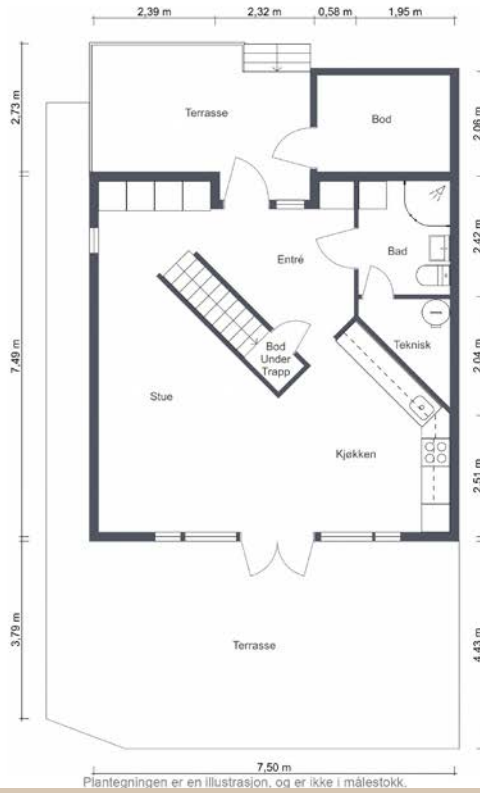 2,39 m
2,32 m
0,58 m
1,95 m
2,73 m
7,49 m
3,79 m
2,06 m
2,42 m
2,04 m
2,51 m
4,43 m
Terrasse
Bod
Entré
Bad
Bod
Under
Trapp
Teknisk
Stue
Kjøkken
Terrasse
7,50 m
Plantegningen er en illustrasjon, og er ikke i målestokk.